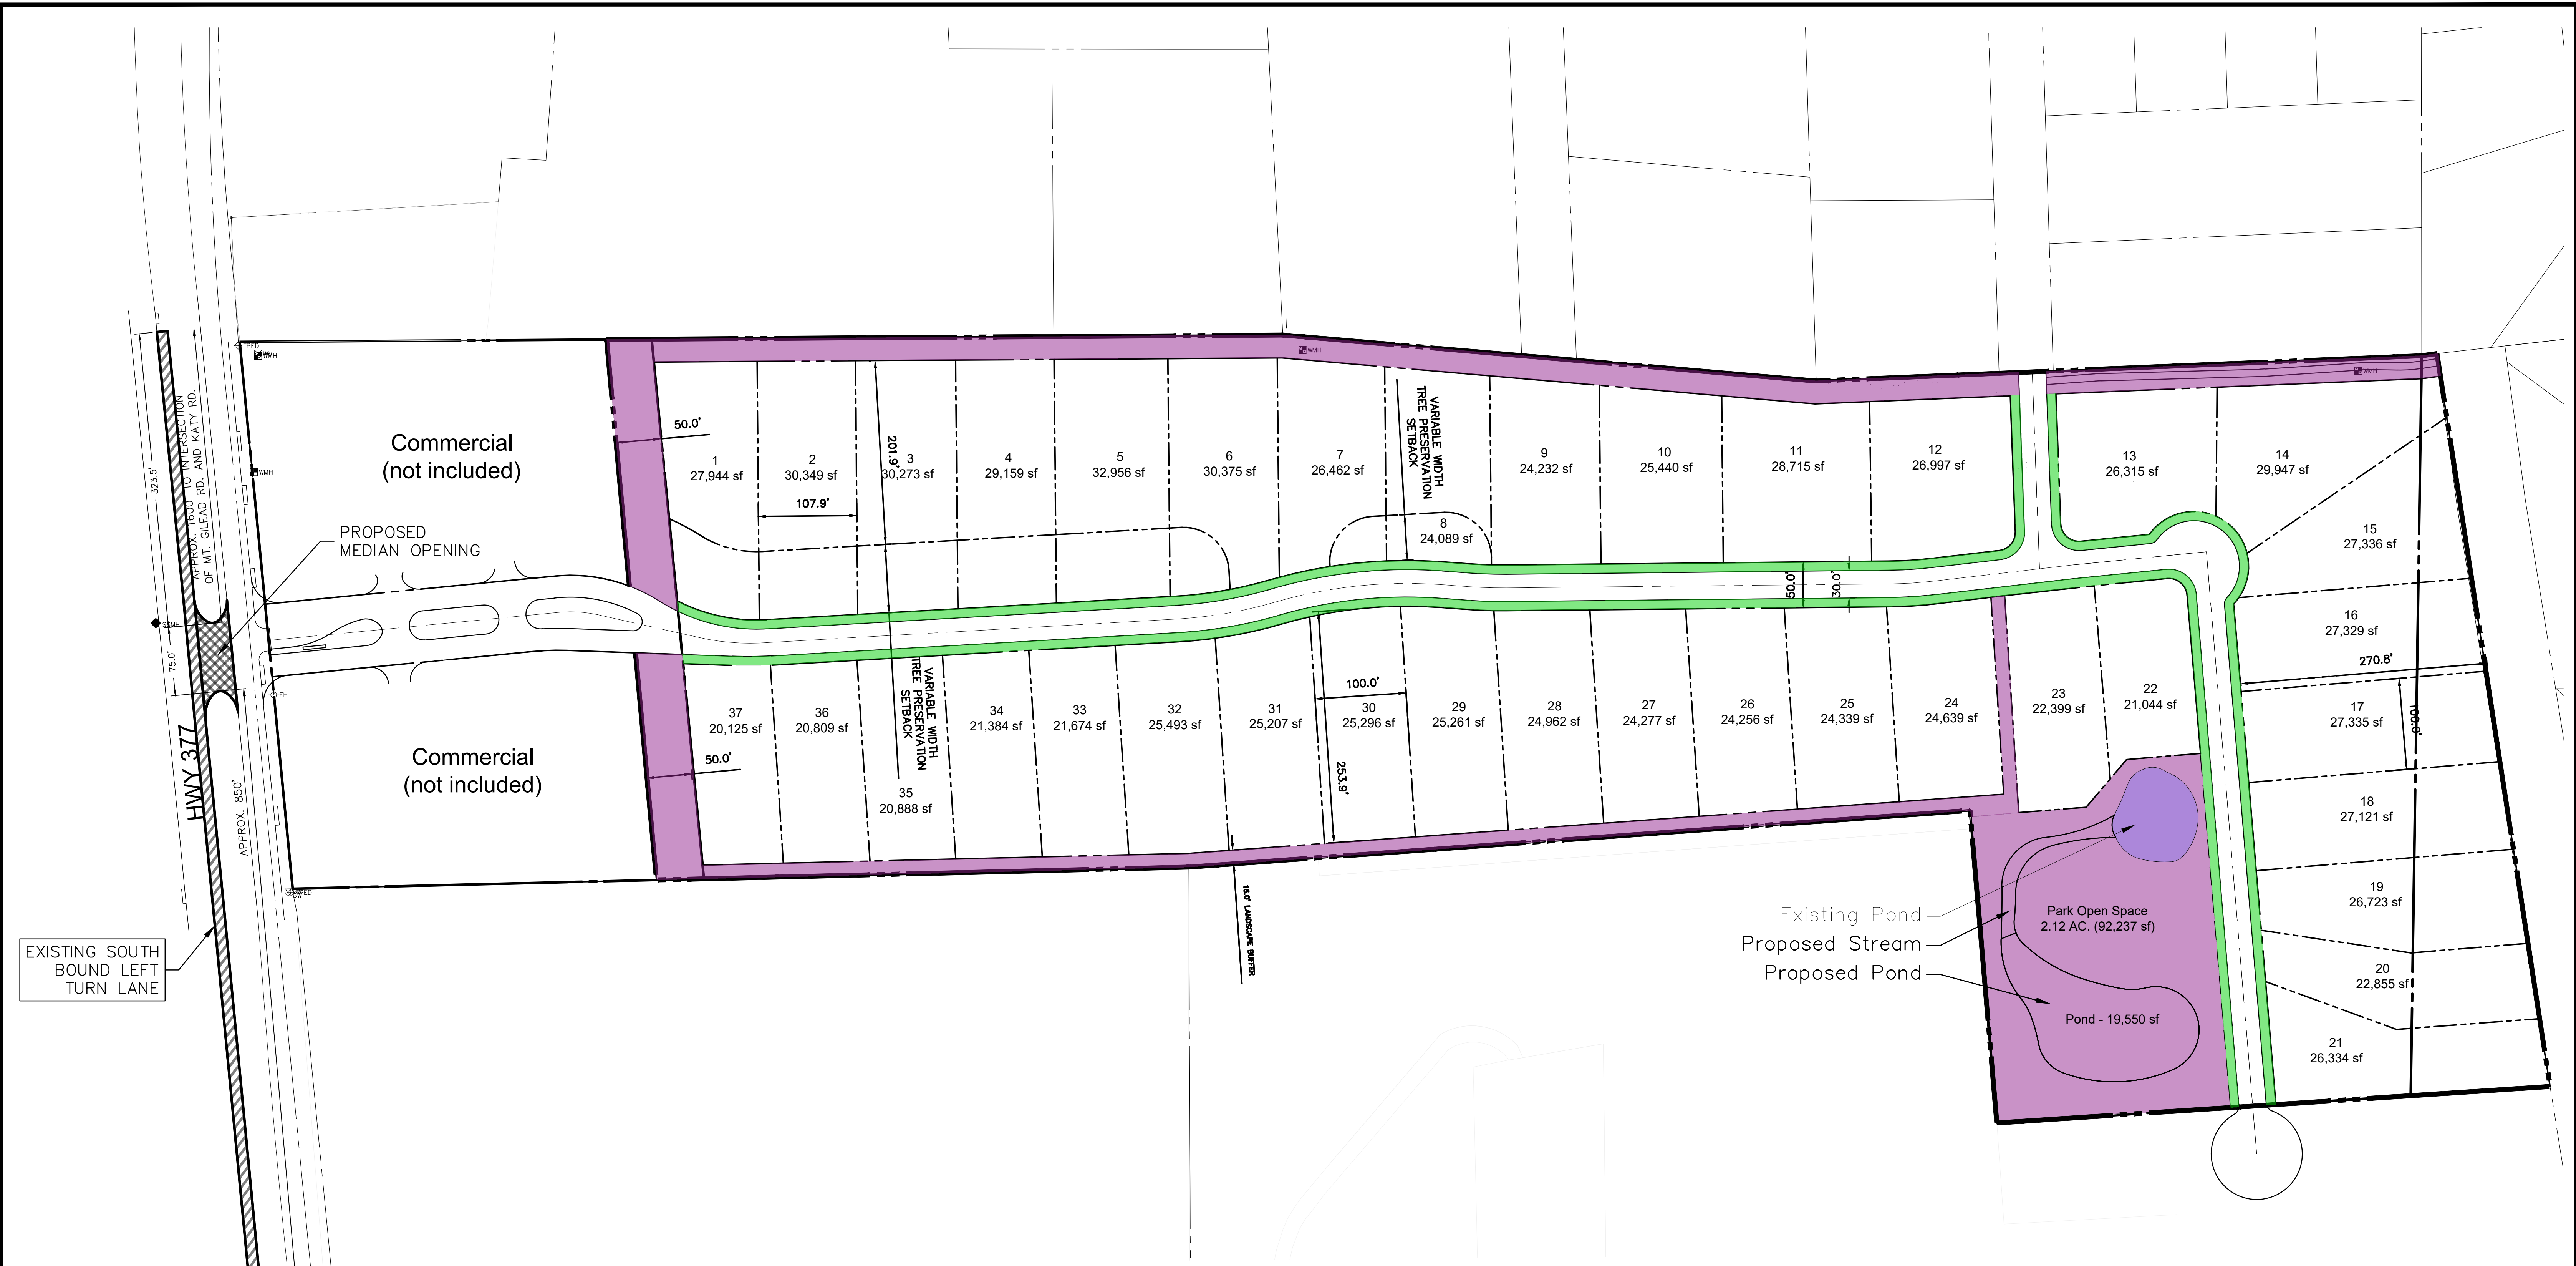 Commercial
(not included)
PROPOSED
MEDIAN OPENING
APPROX. 1600' TO INTERSECTION
OF MT. GILEAD RD. AND KATY RD.
323.5'
75.0'
HWY 377
APPROX. 850'
Commercial
(not included)
EXISTING SOUTH
BOUND LEFT
TURN LANE
TPED
WMH
WMH
SSMH
FH
50.0'
50.0'
1
27,944 sf
2
30,349 sf
107.9'
201.9'
3
30,273 sf
4
29,159 sf
5
32,956 sf
6
30,375 sf
7
26,462 sf
VARIABLE WIDTH
TREE PRESERVATION
SETBACK
8
24,089 sf
9
24,232 sf
10
25,440 sf
11
28,715 sf
12
26,997 sf
WMH
50.0'
30.0'
13
26,315 sf
14
29,947 sf
WMH
15
27,336 sf
16
27,329 sf
270.8'
17
27,335 sf
100.0'
18
27,121 sf
19
26,723 sf
20
22,855 sf
21
26,334 sf
22
21,044 sf
23
22,399 sf
24
24,639 sf
25
24,339 sf
26
24,256 sf
27
24,277 sf
28
24,962 sf
29
25,261 sf
100.0'
30
25,296 sf
253.9'
31
25,207 sf
32
25,493 sf
33
21,674 sf
34
21,384 sf
VARIABLE WIDTH
TREE PRESERVATION
SETBACK
35
20,888 sf
36
20,809 sf
37
20,125 sf
15.0' LANDSCAPE BUFFER
Existing Pond
Proposed Stream
Proposed Pond
Park Open Space
2.12 AC. (92,237 sf)
Pond - 19,550 sf